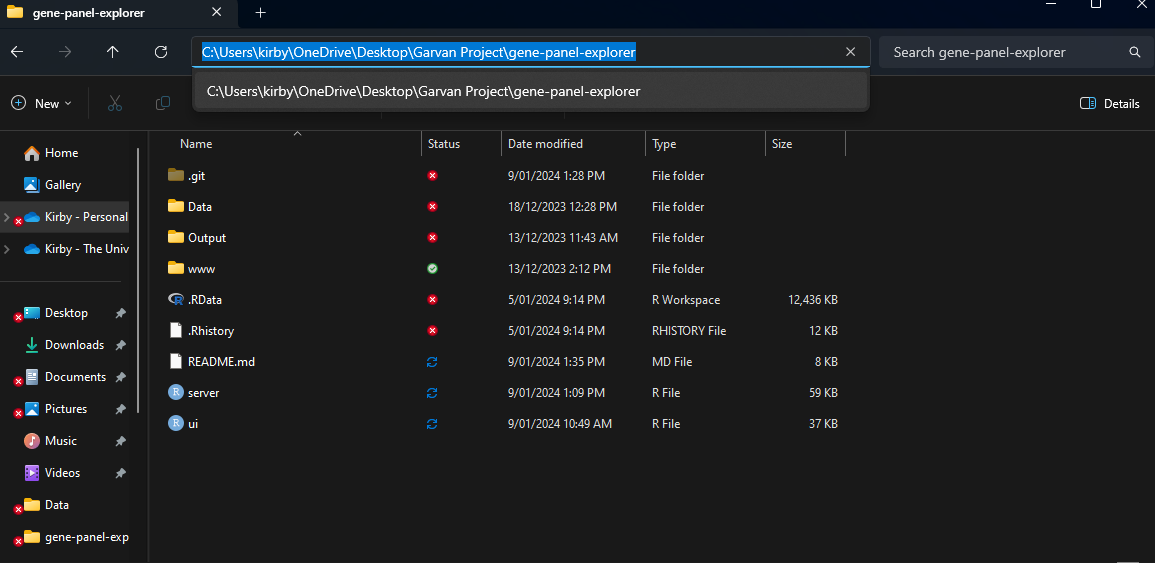 gene-panel-explorer
C:\Users\kirby\OneDrive\Desktop\Garvan Project\gene-panel-explorer
Search gene-panel-explorer
C:\Users\kirby\OneDrive\Desktop\Garvan Project\gene-panel-explorer
New
Details
Name Status Date modified Type Size
Home
Gallery
Kirby - Personal
Kirby - The Univ
Desktop
Downloads
Documents
Pictures
Music
Videos
Data
gene-panel-exp
.git 9/01/2024 1:28 PM File folder
Data 18/12/2023 12:28 PM File folder
Output 13/12/2023 11:43 AM File folder
www 13/12/2023 2:12 PM File folder
.RData 5/01/2024 9:14 PM R Workspace 12,436 KB
.Rhistory 5/01/2024 9:14 PM RHISTORY File 12 KB
README.md 9/01/2024 1:35 PM MD File 8 KB
server 9/01/2024 1:09 PM R File 59 KB
ui 9/01/2024 10:49 AM R File 37 KB